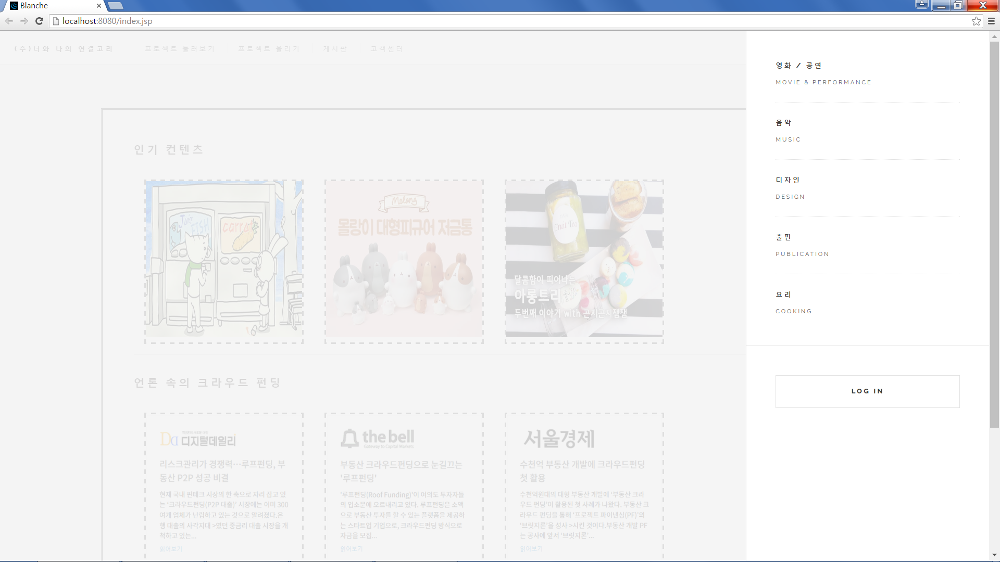 Blanche
localhost:8080/index.jsp
(주)너와 나의 연결고리
프로젝트 둘러보기
프로젝트 올리기
게시판
고객센터
영화 / 공연
MOVIE & PERFORMANCE
음악
MUSIC
디자인
DESIGN
출판
PUBLICATION
요리
COOKING
LOG IN
인기 컨텐츠
Juicy FISH
carrot
Molang
몰랑이 대형피규어 저금통
Fruit Tea
달콤함이 피어나는
아롱트리
두번째 이야기 with 곤지곤지잼잼
언론 속의 크라우드 펀딩
디지털데일리
리스크관리가 경쟁력…루프펀딩, 부
동산 P2P 성공 비결
현재 국내 핀테크 시장의 한 축으로 자리 잡고 있
는 ‘크라우드펀딩(P2P 대출)’ 시장에는 이미 300
여개 업체가 난립하고 있는 것으로 알려졌다.은
행 대출의 사각지대 >였던 중금리 대출 시장을 개
척하고 있는...
읽어보기
the bell
Gateway to Capital Markets
부동산 크라우드펀딩으로 눈길끄는
'루프펀딩'
'루프펀딩(Roof Funding)'이 여의도 투자자들
의 입소문에 오르내리고 있다. 루프펀딩은 소액
으로 부동산 투자를 할 수 있는 플랫폼을 제공하
는 스타트업 기업으로, 크라우드펀딩 방식으로
자금을 모집...
읽어보기
서울경제
수천억 부동산 개발에 크라우드펀딩
첫 활용
수천억원대의 대형 부동산 개발에 ‘부동산 크라
우드 펀딩’이 활용된 첫 사례가 나왔다. 부동산 크
라우드 펀딩을 통해 ‘프로젝트 파이낸싱(PF)’의
‘브릿지론’을 성사 >시킨 것이다.부동산 개발 PF
는 공사에 앞서 ‘브릿지론’...
읽어보기